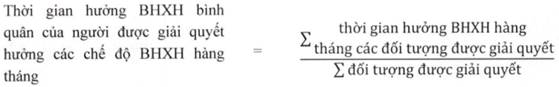 Thời gian hưởng BHXH bình
quân của người được giải quyết
hưởng các chế độ BHXH hàng
tháng
=
∑ thời gian hưởng BHXH hàng
tháng các đối tượng được giải quyết
∑ đối tượng được giải quyết